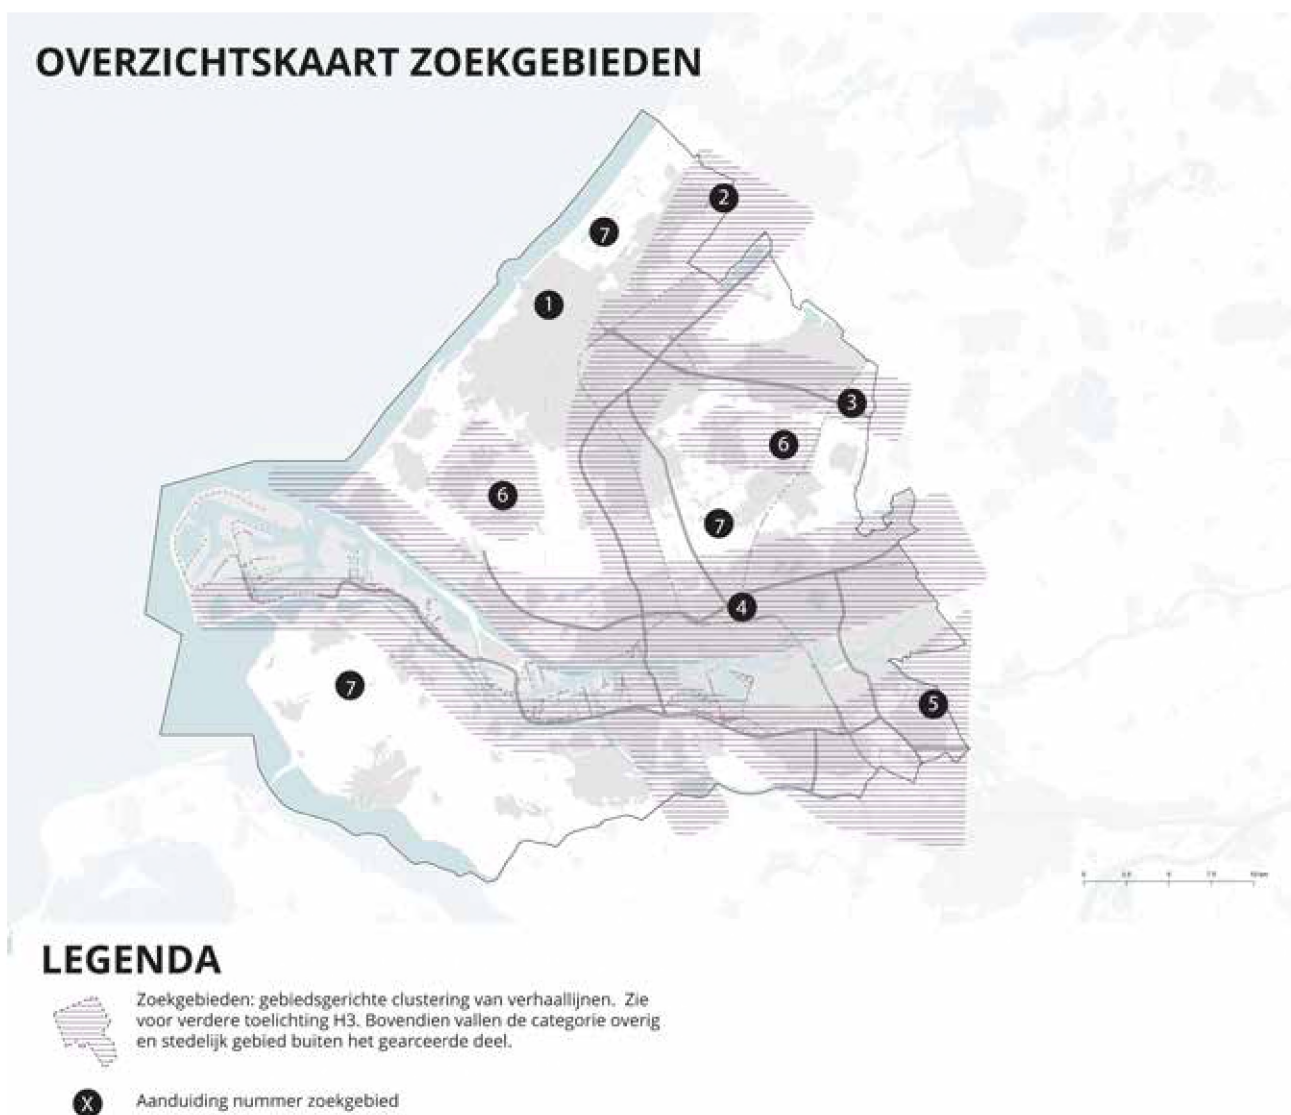 OVERZICHTSKAART ZOEKGEBIEDEN
2
7
1
3
6
6
7
4
7
5
LEGENDA
Zoekgebieden: gebiedsgerichte clustering van verhaallijnen. Zie
voor verdere toelichting H3. Bovendien vallen de categorie overig
en stedelijk gebied buiten het gearceerde deel.
X Aanduiding nummer zoekgebied